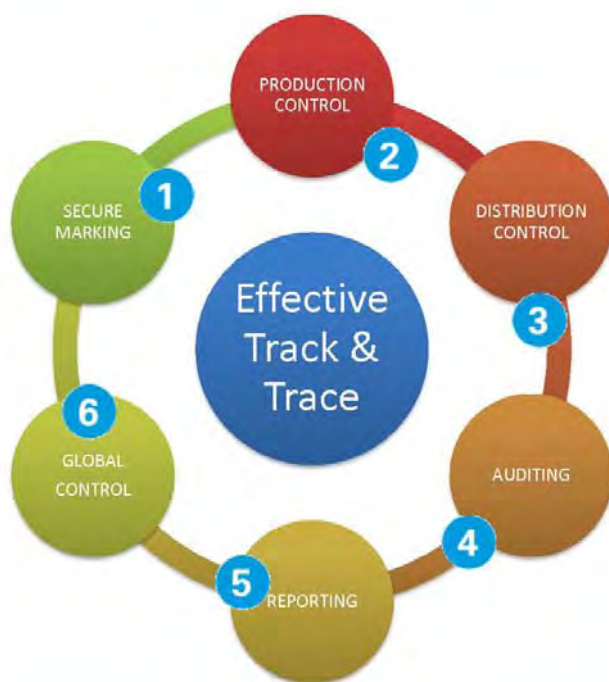 PRODUCTION
CONTROL
2
1
SECURE
MARKING
DISTRIBUTION
CONTROL
3
Effective
Track &
Trace
6
GLOBAL
CONTROL
AUDITING
4
5
REPORTING